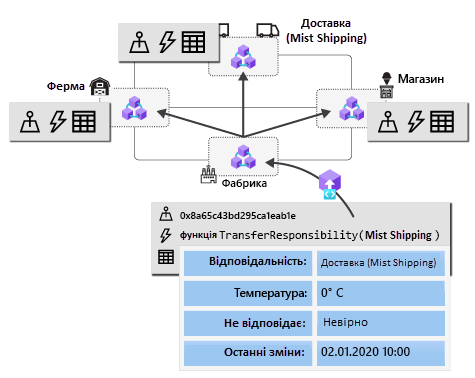 Доставка
(Mist Shipping)
Ферма
Магазин
Фабрика
0x8a65c43bd295ca1eab1e
функція TransferResponsibility(Mist Shipping )
Відповідальність: Доставка (Mist Shipping)
Температура: 0° C
Не відповідає: Невірно
Останні зміни: 02.01.2020 10:00